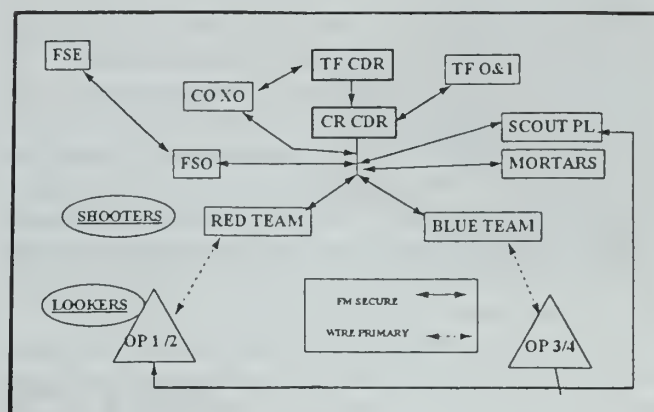 FSE
TF CDR
TF O&I
CO XO
CR CDR
SCOUT PL
FSO
MORTARS
SHOOTERS
RED TEAM
BLUE TEAM
LOOKERS
FM SECURE
WIRE PRIMARY
OP 1/2
OP 3/4